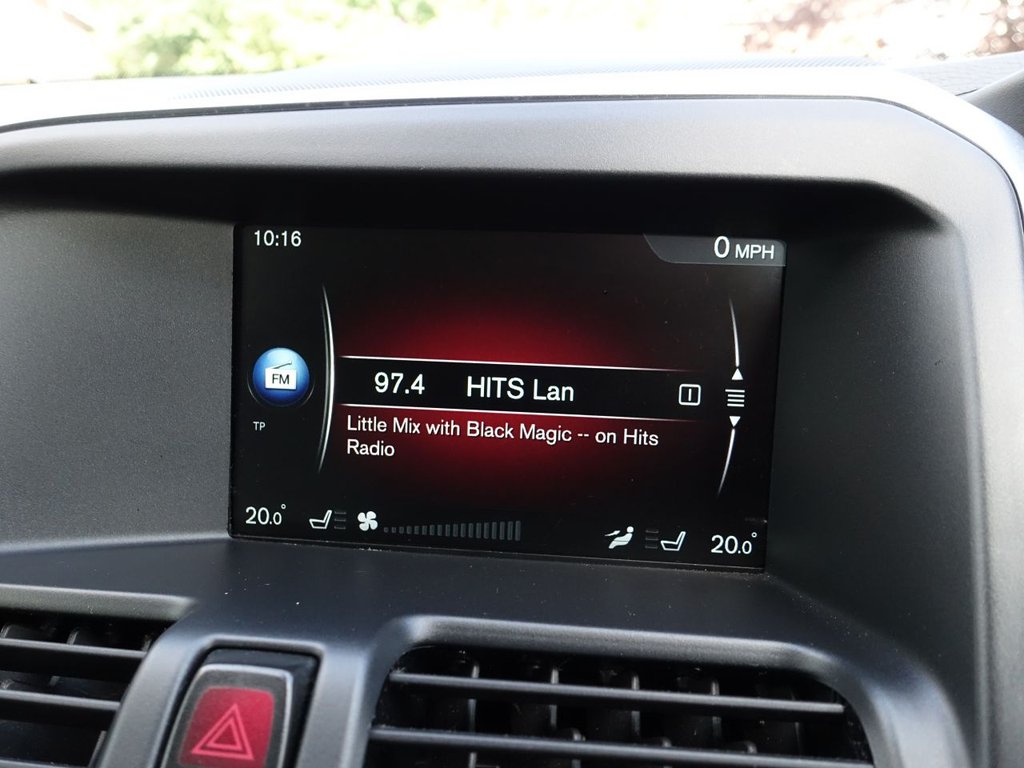 10:16
0 MPH
FM
97.4 HITS Lan
TP
Little Mix with Black Magic -- on Hits
Radio
20.0°
20.0°